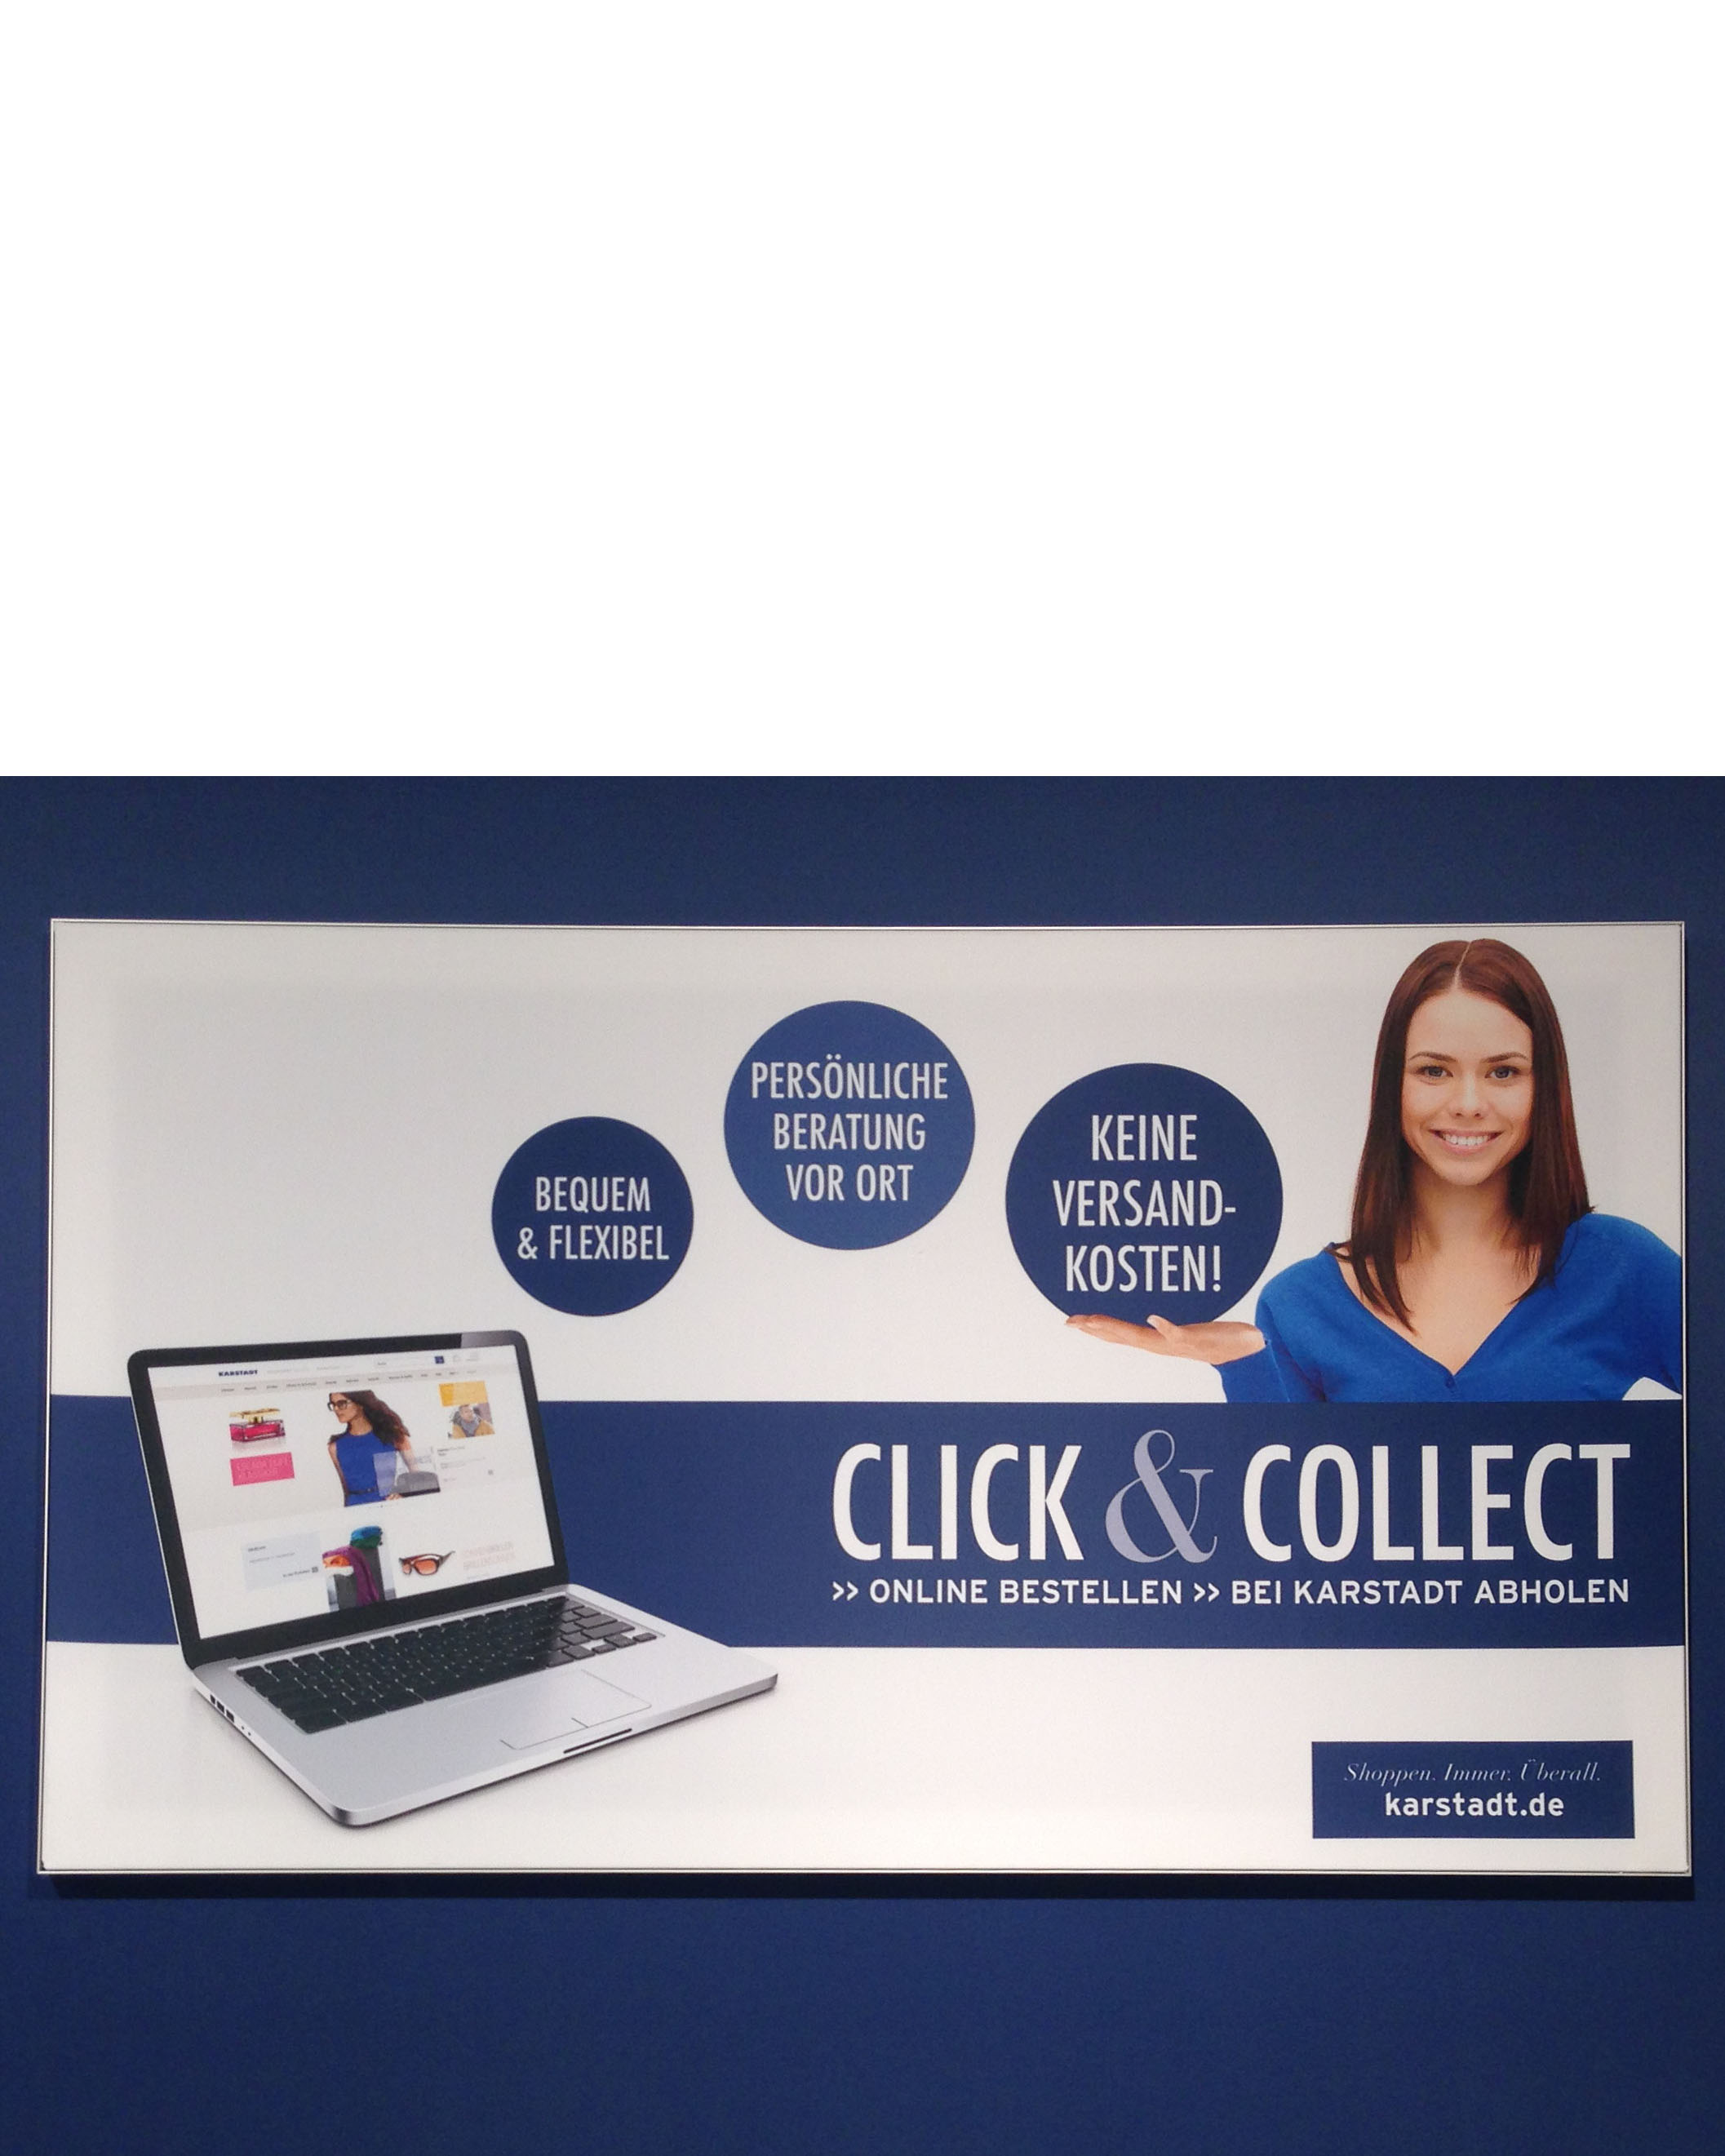 PERSÖNLICHE
BERATUNG
VOR ORT
BEQUEM
& FLEXIBEL
KEINE
VERSAND-
KOSTEN!
KARSTADT
CLICK & COLLECT
>> ONLINE BESTELLEN >> BEI KARSTADT ABHOLEN
Shoppen. Immer. Überall.
karstadt.de